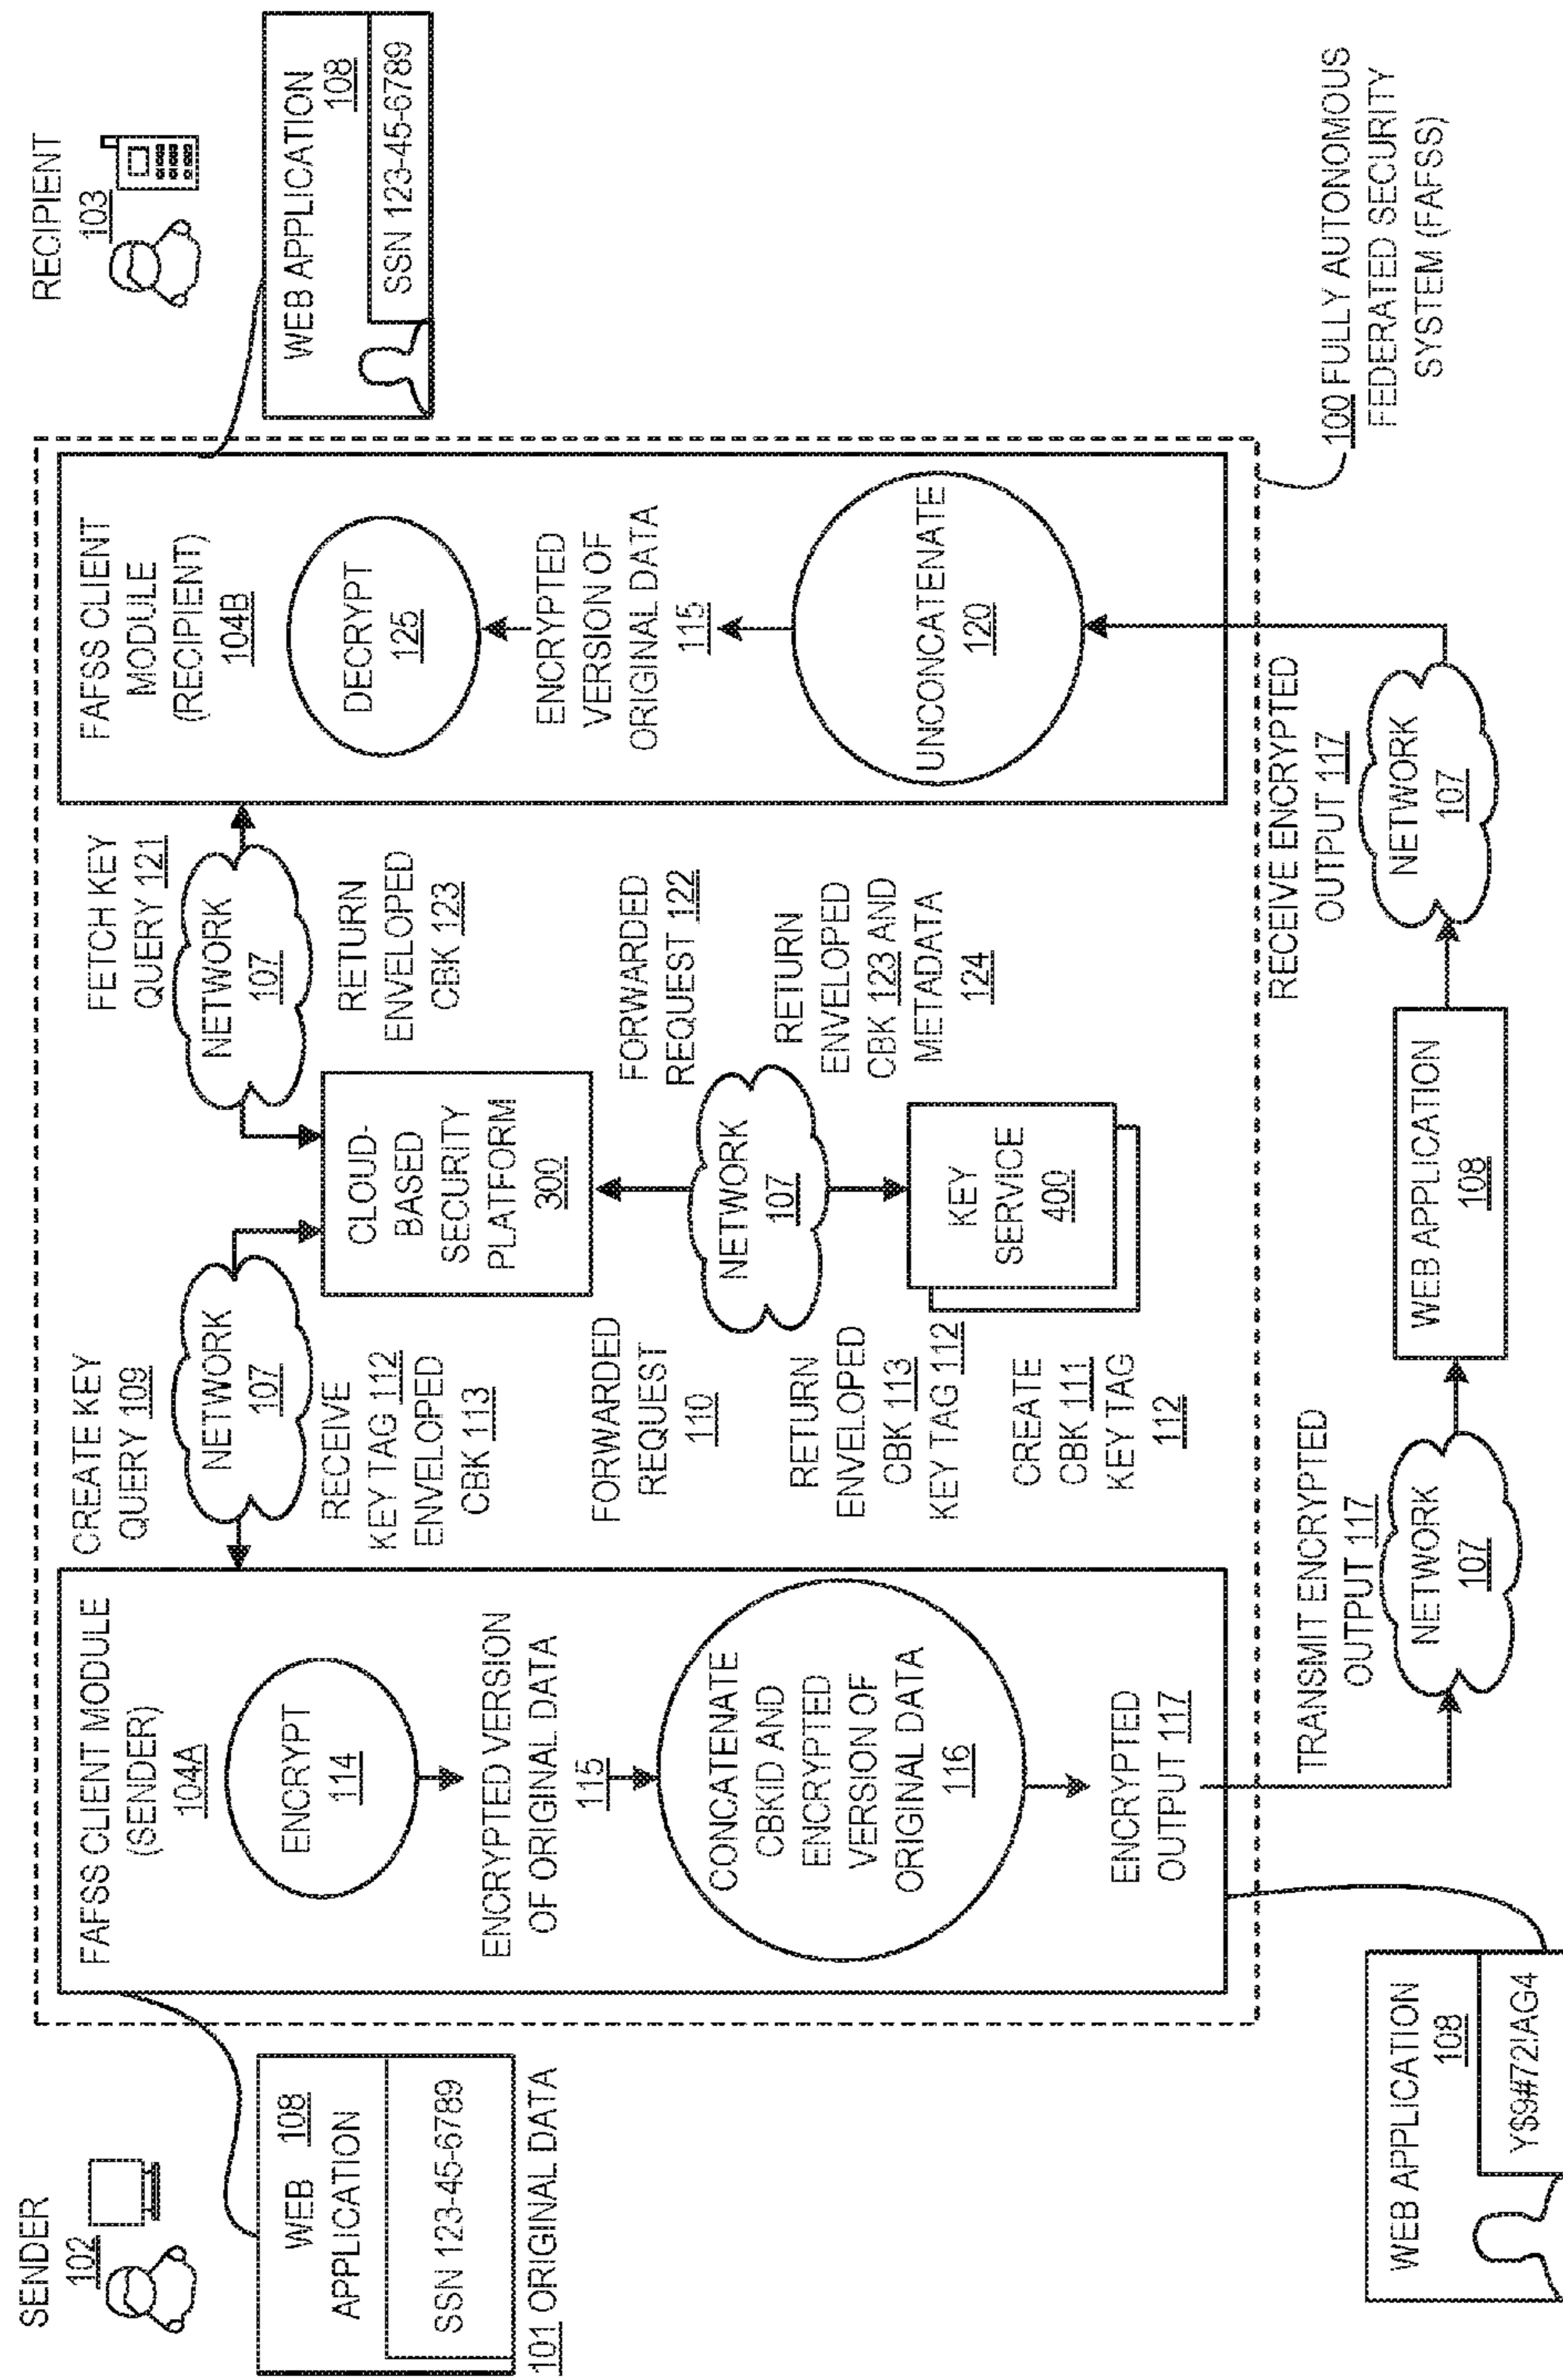 SENDER
102
WEB 108
APPLICATION
SSN 123-45-6789
101 ORIGINAL DATA
FAFSS CLIENT MODULE
(SENDER)
104A
ENCRYPT
114
ENCRYPTED VERSION
OF ORIGINAL DATA
115
CONCATENATE
CBKID AND
ENCRYPTED
VERSION OF
ORIGINAL DATA
116
ENCRYPTED
OUTPUT 117
WEB APPLICATION
108
Y$9#72!AG4
CREATE KEY
QUERY 109
NETWORK
107
RECEIVE
KEY TAG 112
ENVELOPED
CBK 113
FORWARDED
REQUEST
110
RETURN
ENVELOPED
CBK 113
KEY TAG 112
CREATE
CBK 111
KEY TAG
112
CLOUD-
BASED
SECURITY
PLATFORM
300
NETWORK
107
KEY
SERVICE
400
FETCH KEY
QUERY 121
NETWORK
107
RETURN
ENVELOPED
CBK 123
FORWARDED
REQUEST 122
RETURN
ENVELOPED
CBK 123 AND
METADATA
124
FAFSS CLIENT
MODULE
(RECIPIENT)
104B
DECRYPT
125
ENCRYPTED
VERSION OF
ORIGINAL DATA
115
UNCONCATENATE
120
RECIPIENT
103
WEB APPLICATION
108
SSN 123-45-6789
TRANSMIT ENCRYPTED
OUTPUT 117
NETWORK
107
WEB APPLICATION
108
RECEIVE ENCRYPTED
OUTPUT 117
NETWORK
107
100 FULLY AUTONOMOUS
FEDERATED SECURITY
SYSTEM (FAFSS)